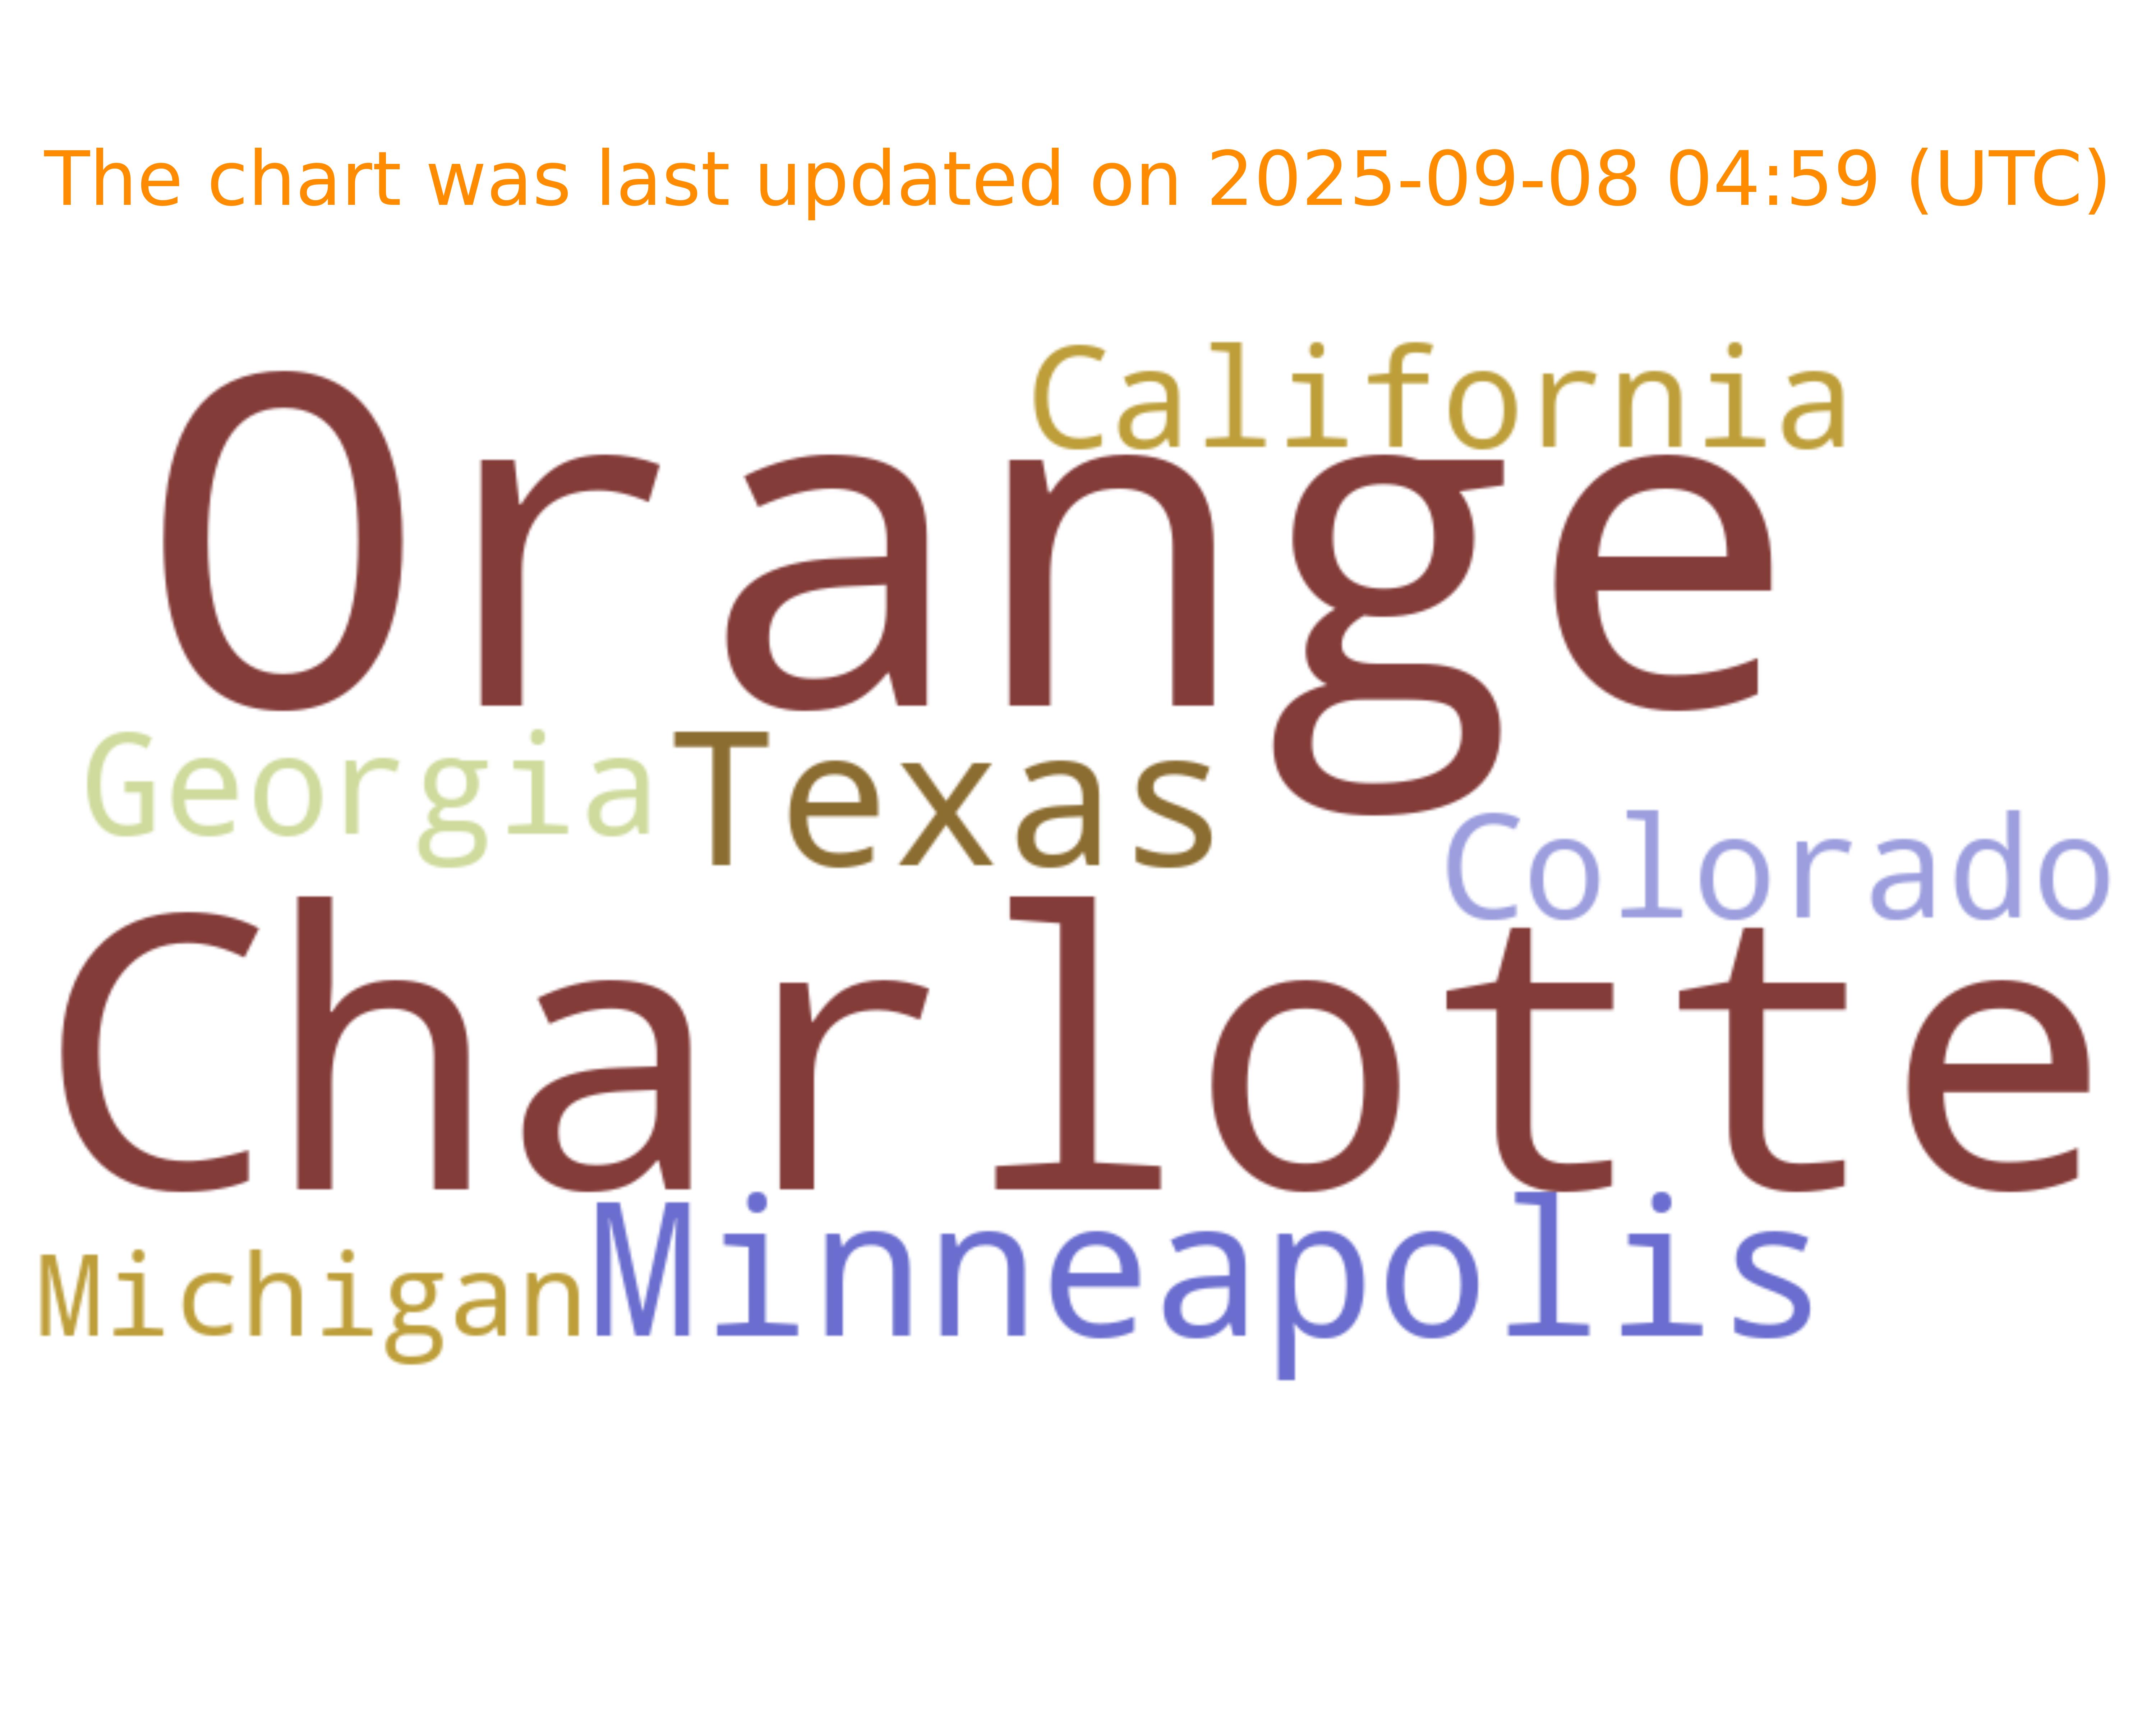 The chart was last updated on 2025-09-08 04:59 (UTC)
California
Orange
Georgia Texas
Colorado
Charlotte
Michigan Minneapolis